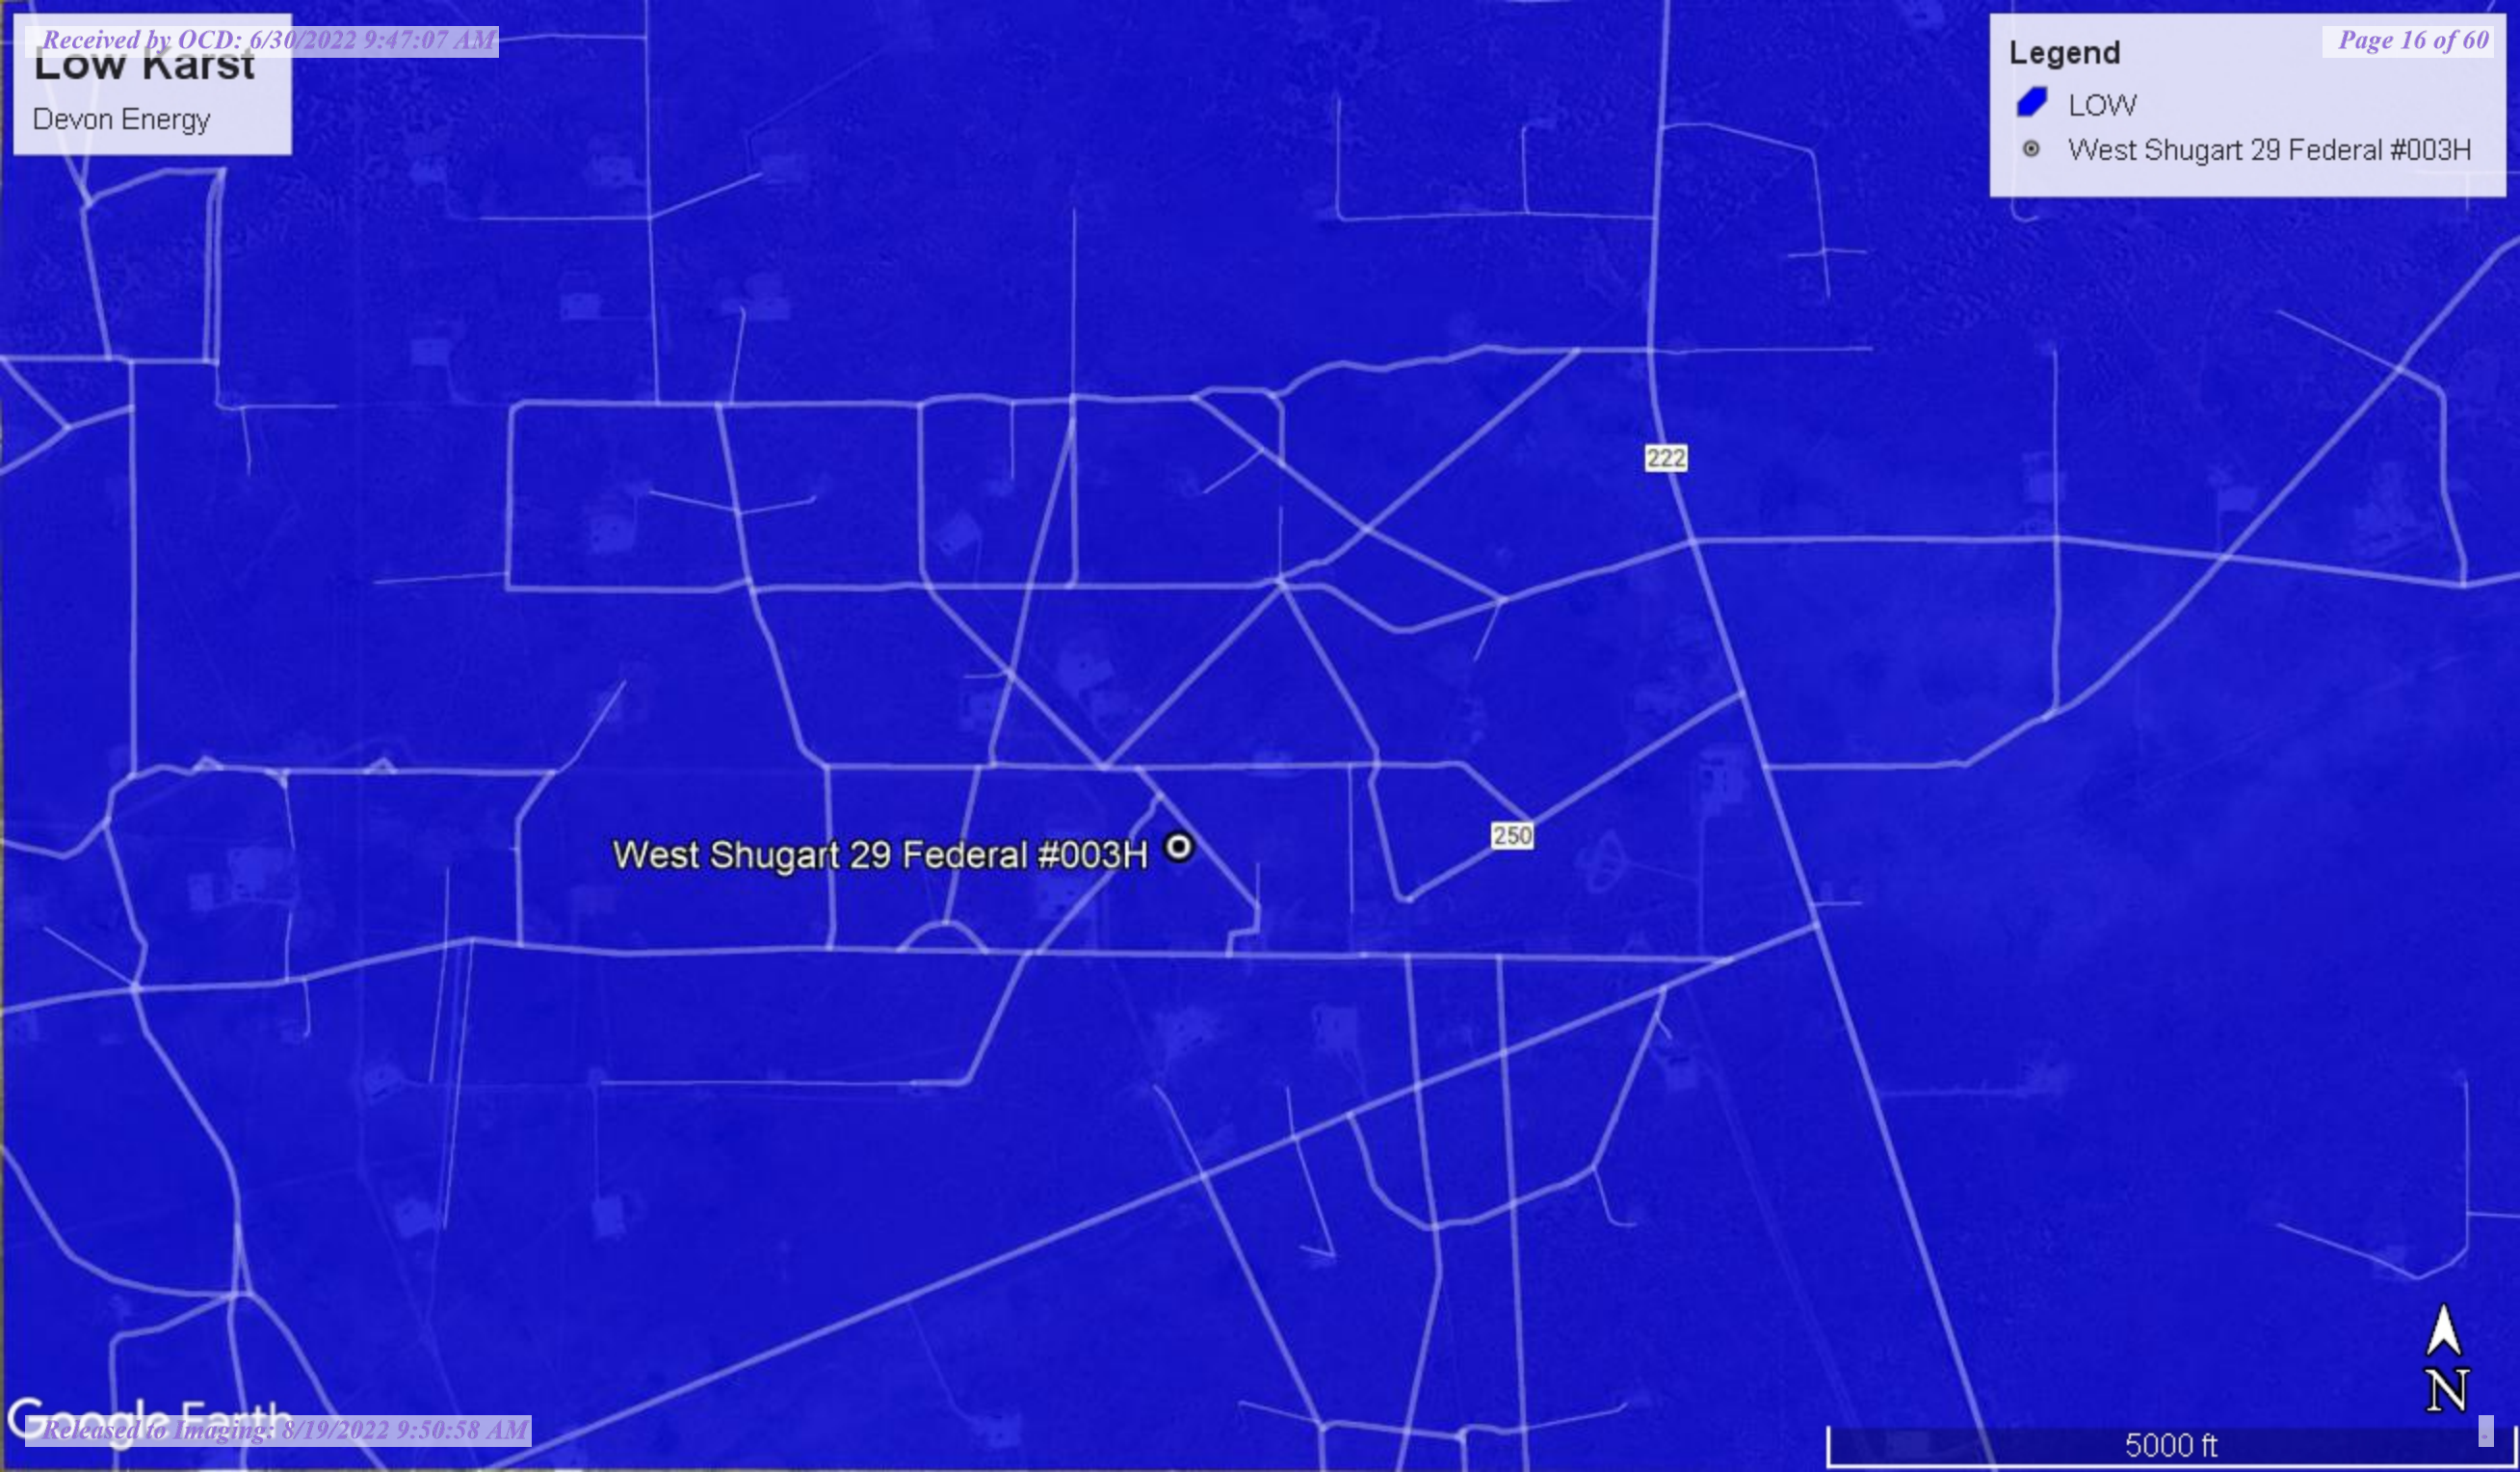 Received by OCD: 6/30/2022 9:47:07 AM
Page 16 of 60
Low Karst
Devon Energy
Legend
LOW
West Shugart 29 Federal #003H
222
250
West Shugart 29 Federal #003H
N
Google Earth
Released to Imaging: 8/19/2022 9:50:58 AM
5000 ft